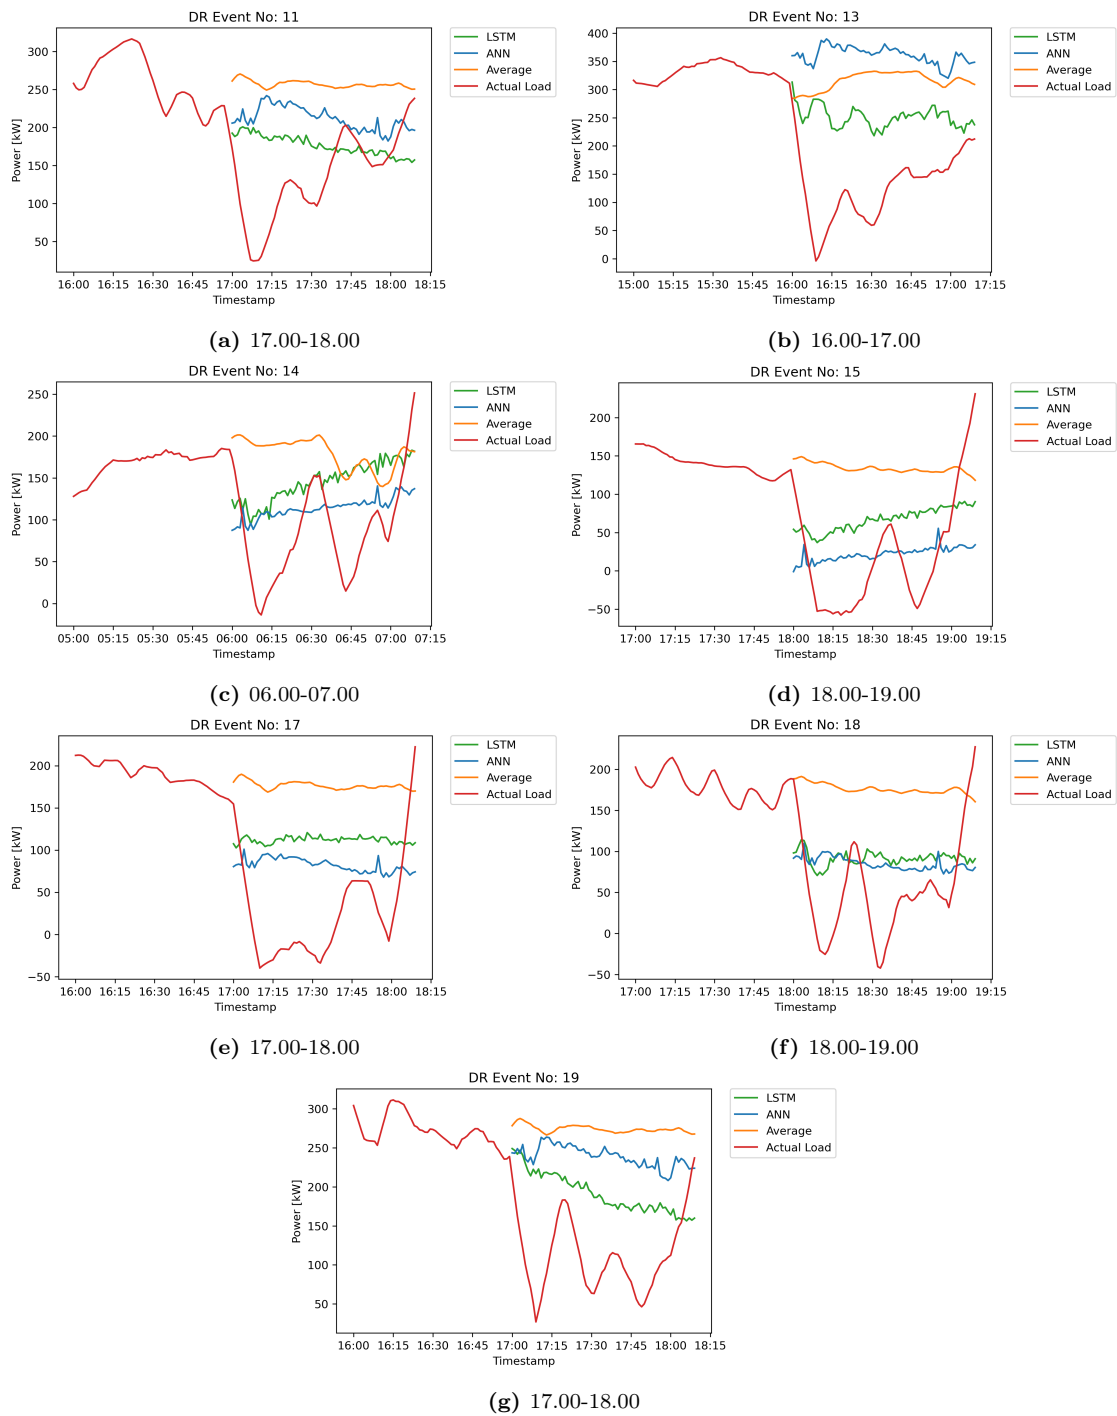 DR Event No: 11
LSTM
ANN
Average
Actual Load
Power [kW]
300
250
200
150
100
50
16:00 16:15 16:30 16:45 17:00 17:15 17:30 17:45 18:00 18:15
Timestamp
(a) 17.00-18.00
DR Event No: 13
LSTM
ANN
Average
Actual Load
Power [kW]
400
350
300
250
200
150
100
50
0
15:00 15:15 15:30 15:45 16:00 16:15 16:30 16:45 17:00 17:15
Timestamp
(b) 16.00-17.00
DR Event No: 14
LSTM
ANN
Average
Actual Load
Power [kW]
250
200
150
100
50
0
05:00 05:15 05:30 05:45 06:00 06:15 06:30 06:45 07:00 07:15
Timestamp
(c) 06.00-07.00
DR Event No: 15
LSTM
ANN
Average
Actual Load
Power [kW]
200
150
100
50
0
−50
17:00 17:15 17:30 17:45 18:00 18:15 18:30 18:45 19:00 19:15
Timestamp
(d) 18.00-19.00
DR Event No: 17
LSTM
ANN
Average
Actual Load
Power [kW]
200
150
100
50
0
−50
16:00 16:15 16:30 16:45 17:00 17:15 17:30 17:45 18:00 18:15
Timestamp
(e) 17.00-18.00
DR Event No: 18
LSTM
ANN
Average
Actual Load
Power [kW]
200
150
100
50
0
−50
17:00 17:15 17:30 17:45 18:00 18:15 18:30 18:45 19:00 19:15
Timestamp
(f) 18.00-19.00
DR Event No: 19
LSTM
ANN
Average
Actual Load
Power [kW]
300
250
200
150
100
50
16:00 16:15 16:30 16:45 17:00 17:15 17:30 17:45 18:00 18:15
Timestamp
(g) 17.00-18.00